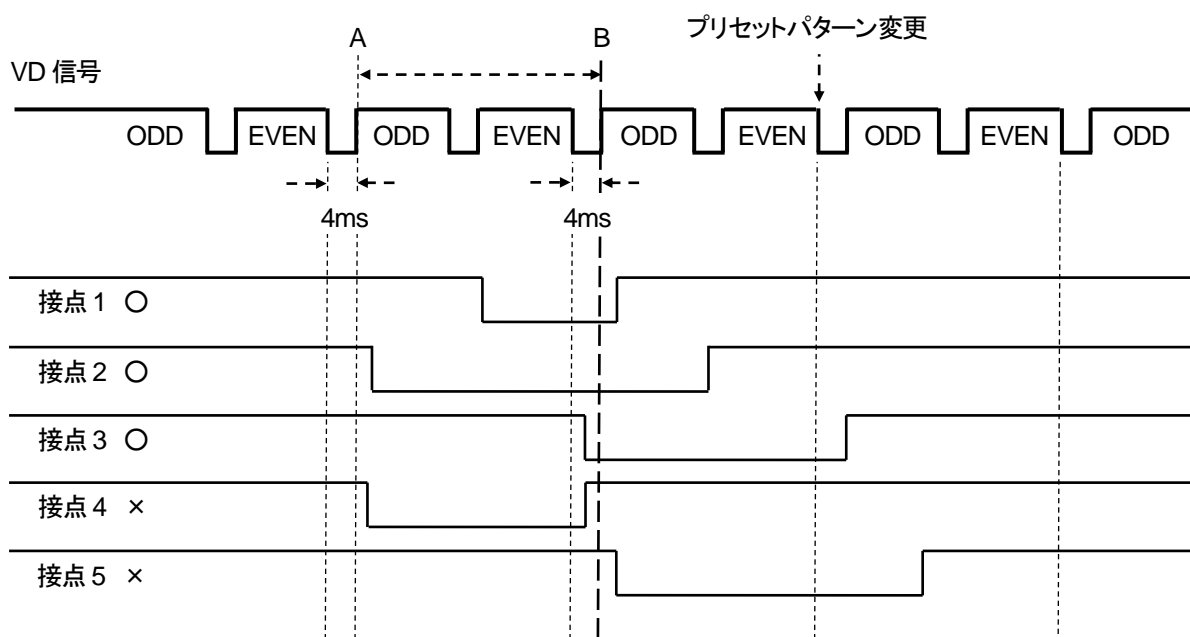 プリセットパターン変更
A B
VD 信号
ODD EVEN ODD EVEN ODD EVEN ODD EVEN ODD
4ms 4ms
接点 1 ○
接点 2 ○
接点 3 ○
接点 4 ×
接点 5 ×